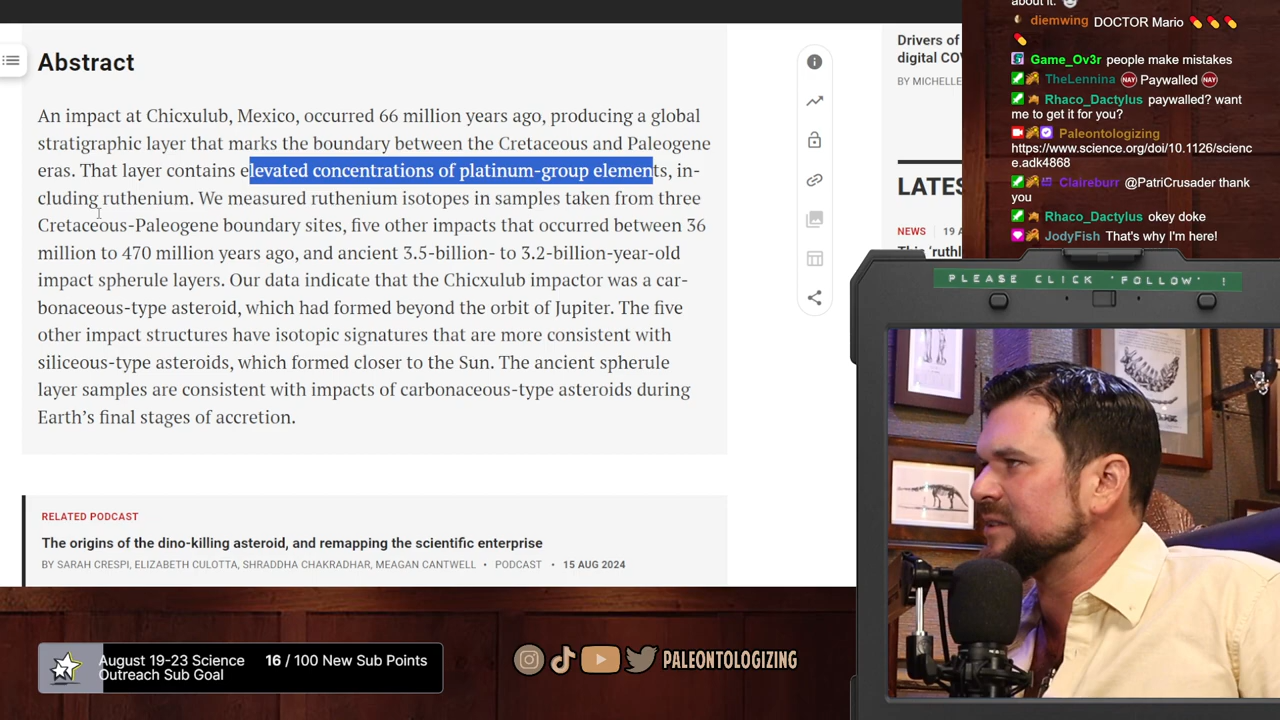 Abstract
An impact at Chicxulub, Mexico, occurred 66 million years ago, producing a global
stratigraphic layer that marks the boundary between the Cretaceous and Paleogene
eras. That layer contains elevated concentrations of platinum-group elements, in-
cluding ruthenium. We measured ruthenium isotopes in samples taken from three
Cretaceous-Paleogene boundary sites, five other impacts that occurred between 36
million to 470 million years ago, and ancient 3.5-billion- to 3.2-billion-year-old
impact spherule layers. Our data indicate that the Chicxulub impactor was a car-
bonaceous-type asteroid, which had formed beyond the orbit of Jupiter. The five
other impact structures have isotopic signatures that are more consistent with
siliceous-type asteroids, which formed closer to the Sun. The ancient spherule
layer samples are consistent with impacts of carbonaceous-type asteroids during
Earth's final stages of accretion.
RELATED PODCAST
The origins of the dino-killing asteroid, and remapping the scientific enterprise
BY SARAH CRESPI, ELIZABETH CULOTTA, SHRADDHA CHAKRADHAR, MEAGAN CANTWELL • PODCAST • 15 AUG 2024
Drivers of
digital CO
BY MICHELLE
LATES
NEWS 19 A
This 'ruthl
about it.
diemwing DOCTOR Mario
Game_Ov3r people make mistakes
TheLennina NAY Paywalled NAY
Rhaco_Dactylus paywalled? want
me to get it for you?
Paleontologizing
https://www.science.org/doi/10.1126/scienc
e.adk4868
Claireburr @PatriCrusader thank
you
Rhaco_Dactylus okey doke
JodyFish That's why I'm here!
PLEASE CLICK 'FOLLOW' !
August 19-23 Science
Outreach Sub Goal
16 / 100 New Sub Points
PALEONTOLOGIZING